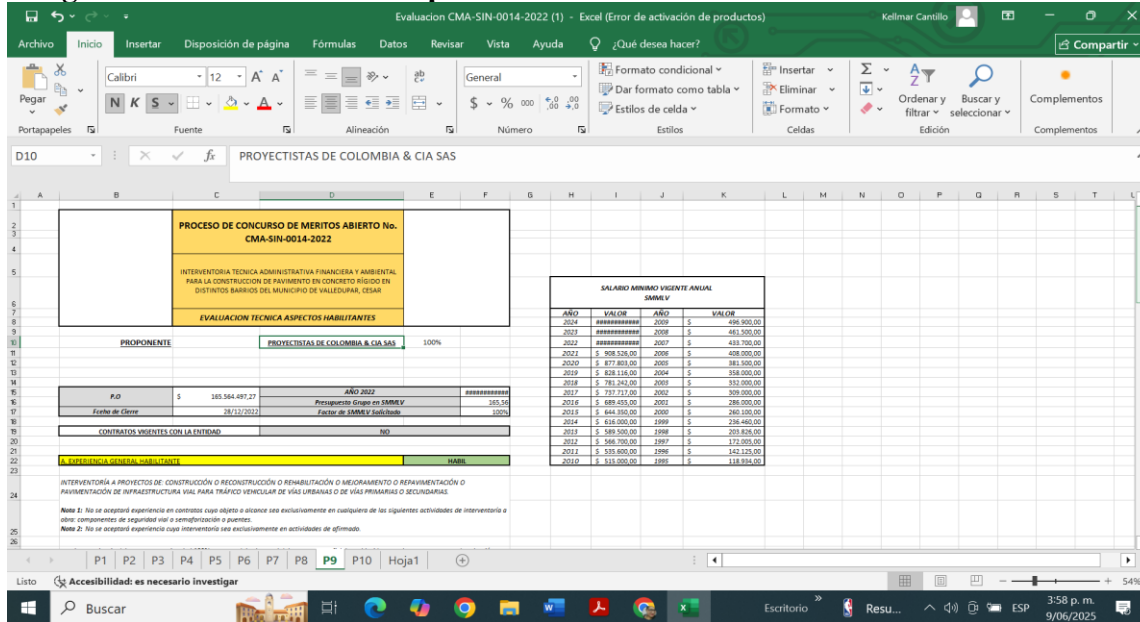 Evaluacion CMA-SIN-0014-2022 (1) - Excel (Error de activación de productos)
Kellmar Cantillo
Archivo Inicio Insertar Disposición de página Fórmulas Datos Revisar Vista Ayuda ¿Qué desea hacer? Compartir
Pegar
Calibri 12
N K S
General
$ % 000
Formato condicional
Dar formato como tabla
Estilos de celda
Insertar
Eliminar
Formato
Ordenar y filtrar
Buscar y seleccionar
Complementos
Portapapeles Fuente Alineación Número Estilos Celdas Edición Complementos
D10 fx PROYECTISTAS DE COLOMBIA & CIA SAS
A B C D E F G H I J K L M N O P Q R S T
PROCESO DE CONCURSO DE MERITOS ABIERTO No.
CMA-SIN-0014-2022
INTERVENTORIA TECNICA ADMINISTRATIVA FINANCIERA Y AMBIENTAL
PARA LA CONSTRUCCION DE PAVIMENTO EN CONCRETO RÍGIDO EN
DISTINTOS BARRIOS DEL MUNICIPIO DE VALLEDUPAR, CESAR
EVALUACION TECNICA ASPECTOS HABILITANTES
PROPONENTE PROYECTISTAS DE COLOMBIA & CIA SAS 100%
P.O $ 165.564.497,27 AÑO 2022 ############
Presupuesto Grupo en SMMLV 165,56
Fceha de Cierre 28/12/2022 Factor de SMMLV Solicitado 100%
CONTRATOS VIGENTES CON LA ENTIDAD NO
A. EXPERIENCIA GENERAL HABILITANTE HABIL
INTERVENTORÍA A PROYECTOS DE: CONSTRUCCIÓN O RECONSTRUCCIÓN O REHABILITACIÓN O MEJORAMIENTO O REPAVIMENTACIÓN O
PAVIMENTACIÓN DE INFRAESTRUCTURA VIAL PARA TRÁFICO VEHICULAR DE VÍAS URBANAS O DE VÍAS PRIMARIAS O SECUNDARIAS.
Nota 1: No se aceptará experiencia en contratos cuyo objeto o alcance sea exclusivamente en cualquiera de las siguientes actividades de interventoría a
obra: componentes de seguridad vial o semaforización o puentes.
Nota 2: No se aceptará experiencia cuya interventoría sea exclusivamente en actividades de afirmado.
SALARIO MINIMO VIGENTE ANUAL
SMMLV
AÑO VALOR AÑO VALOR
2024 ############ 2009 $ 496.900,00
2023 ############ 2008 $ 461.500,00
2022 ############ 2007 $ 433.700,00
2021 $ 908.526,00 2006 $ 408.000,00
2020 $ 877.803,00 2005 $ 381.500,00
2019 $ 828.116,00 2004 $ 358.000,00
2018 $ 781.242,00 2003 $ 332.000,00
2017 $ 737.717,00 2002 $ 309.000,00
2016 $ 689.455,00 2001 $ 286.000,00
2015 $ 644.350,00 2000 $ 260.100,00
2014 $ 616.000,00 1999 $ 236.460,00
2013 $ 589.500,00 1998 $ 203.826,00
2012 $ 566.700,00 1997 $ 172.005,00
2011 $ 535.600,00 1996 $ 142.125,00
2010 $ 515.000,00 1995 $ 118.934,00
P1 P2 P3 P4 P5 P6 P7 P8 P9 P10 Hoja1
Listo Accesibilidad: es necesario investigar 54%
Buscar
Escritorio » Resu... ESP
3:58 p. m.
9/06/2025